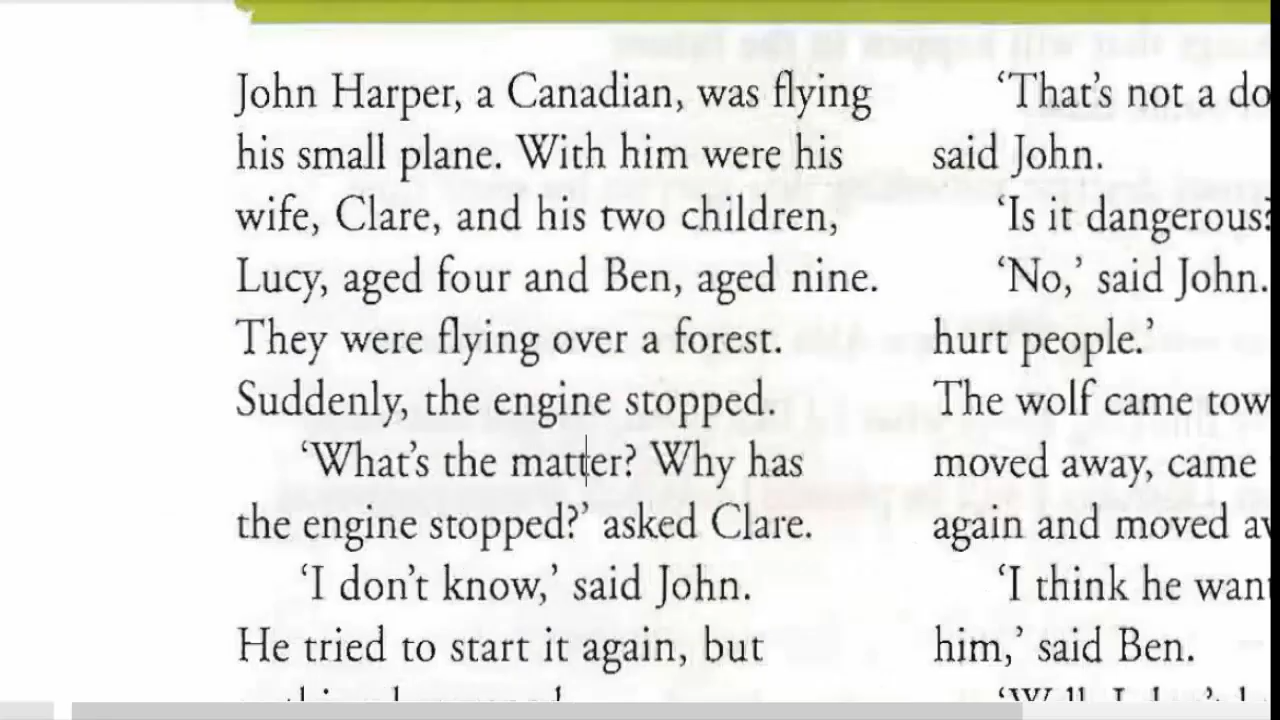 John Harper, a Canadian, was flying
his small plane. With him were his
wife, Clare, and his two children,
Lucy, aged four and Ben, aged nine.
They were flying over a forest.
Suddenly, the engine stopped.
‘What’s the matter? Why has
the engine stopped?’ asked Clare.
‘I don’t know,’ said John.
He tried to start it again, but
‘That’s not a do
said John.
‘Is it dangerous?
‘No,’ said John.
hurt people.’
The wolf came tow
moved away, came
again and moved av
‘I think he want
him,’ said Ben.